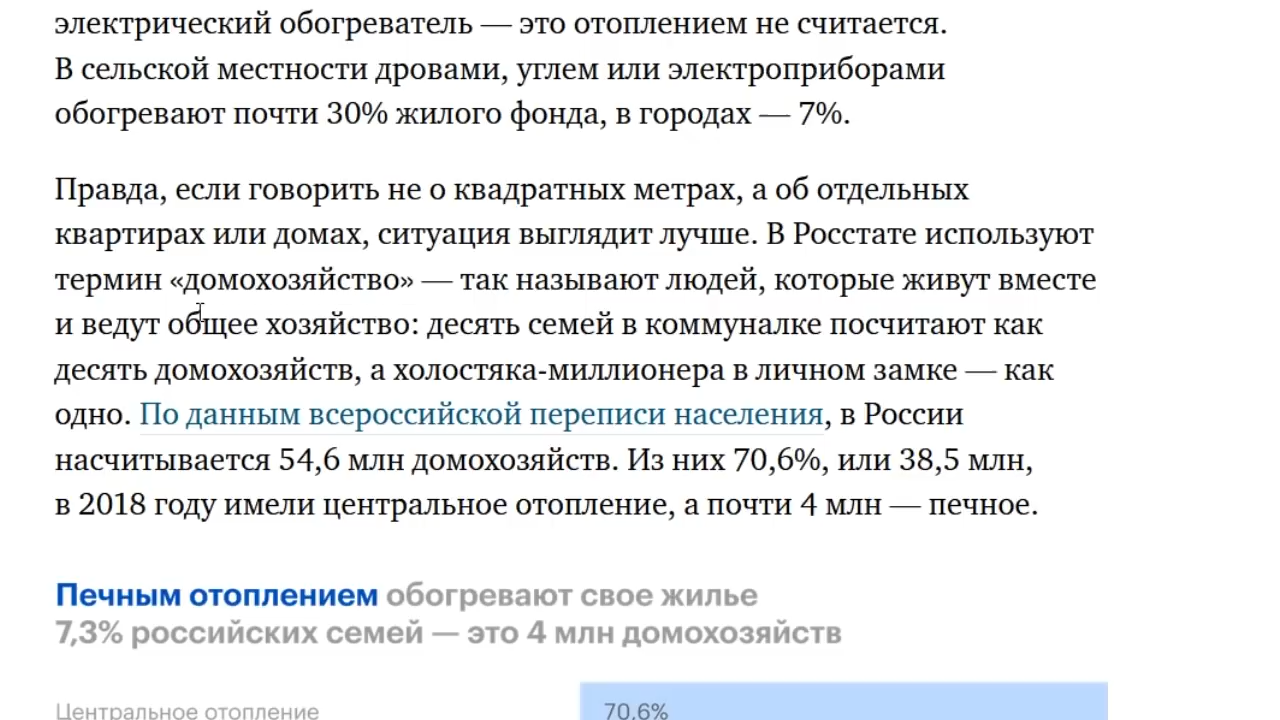 электрический обогреватель — это отоплением не считается.
В сельской местности дровами, углем или электроприборами
обогревают почти 30% жилого фонда, в городах — 7%.
Правда, если говорить не о квадратных метрах, а об отдельных
квартирах или домах, ситуация выглядит лучше. В Росстате используют
термин «домохозяйство» — так называют людей, которые живут вместе
и ведут общее хозяйство: десять семей в коммуналке посчитают как
десять домохозяйств, а холостяка-миллионера в личном замке — как
одно. По данным всероссийской переписи населения, в России
насчитывается 54,6 млн домохозяйств. Из них 70,6%, или 38,5 млн,
в 2018 году имели центральное отопление, а почти 4 млн — печное.
Печным отоплением обогревают свое жилье
7,3% российских семей — это 4 млн домохозяйств
Центральное отопление 70,6%